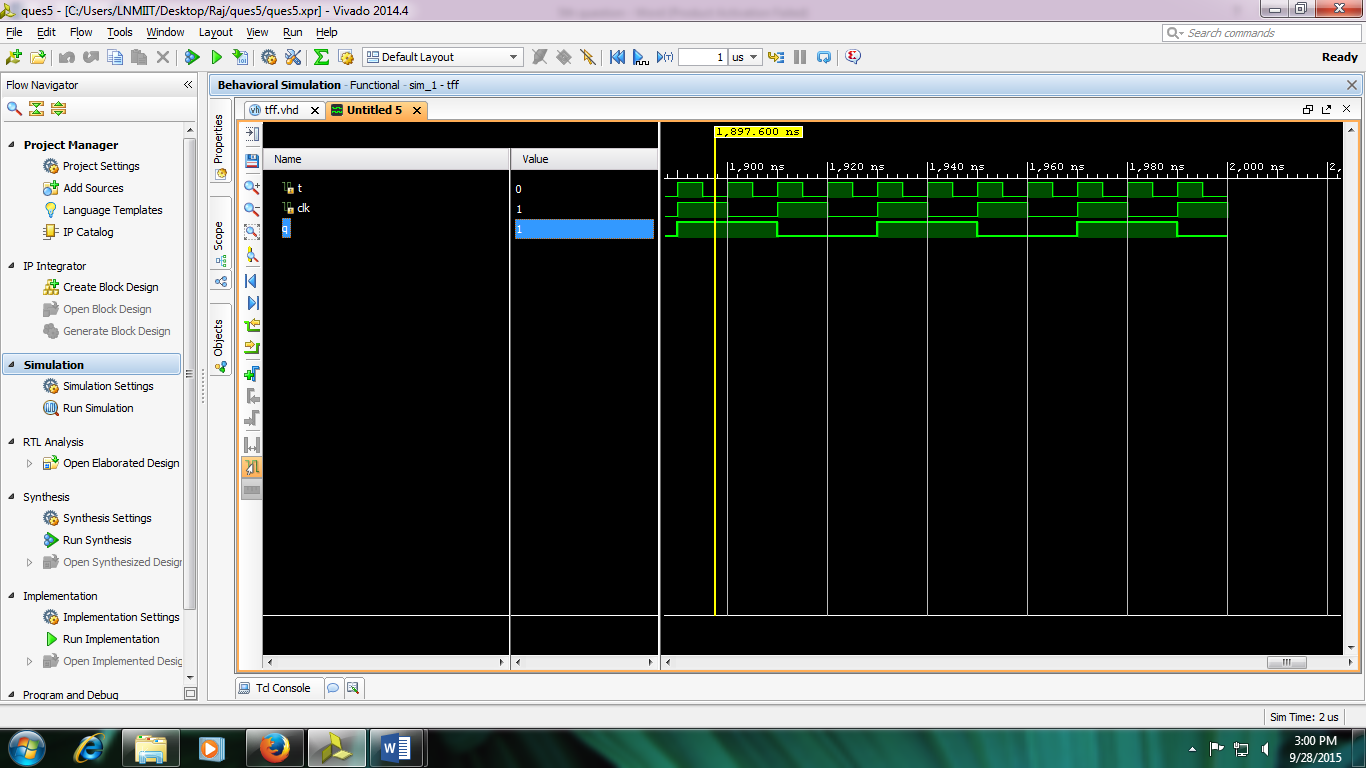 ques5 - [C:/Users/LNMIIT/Desktop/Raj/ques5/ques5.xpr] - Vivado 2014.4
File Edit Flow Tools Window Layout View Run Help
Search commands
Default Layout
1 us
Ready
Flow Navigator
Project Manager
Project Settings
Add Sources
Language Templates
IP Catalog
IP Integrator
Create Block Design
Open Block Design
Generate Block Design
Simulation
Simulation Settings
Run Simulation
RTL Analysis
Open Elaborated Design
Synthesis
Synthesis Settings
Run Synthesis
Open Synthesized Design
Implementation
Implementation Settings
Run Implementation
Open Implemented Desig
Program and Debug
Behavioral Simulation - Functional - sim_1 - tff
Properties
Scope
Objects
tff.vhd
Untitled 5
Name Value
t 0
clk 1
q 1
1,897.600 ns
1,900 ns 1,920 ns 1,940 ns 1,960 ns 1,980 ns 2,000 ns 2,
Tcl Console
Sim Time: 2 us
3:00 PM
9/28/2015